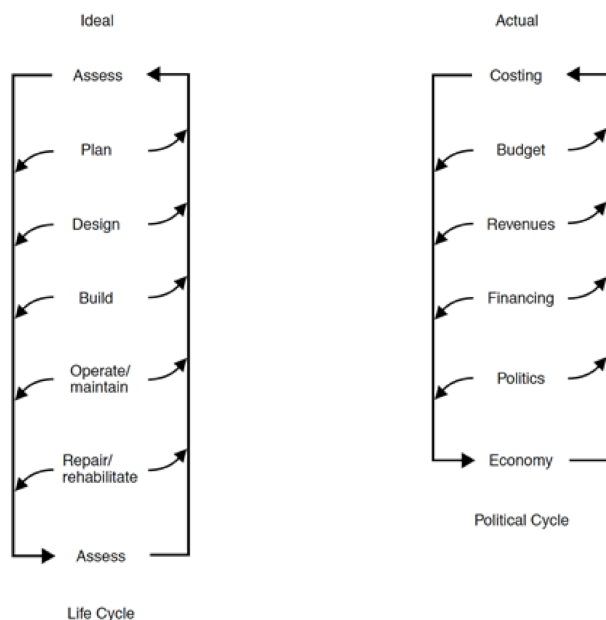 Ideal
Assess
Plan
Design
Build
Operate/
maintain
Repair/
rehabilitate
Assess
Life Cycle
Actual
Costing
Budget
Revenues
Financing
Politics
Economy
Political Cycle